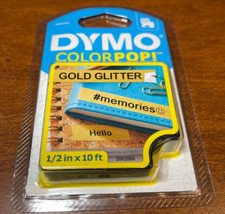 DYMO
COLORPOP!
GOLD GLITTER
#memories☺
Hello
1/2 in x 10 ft